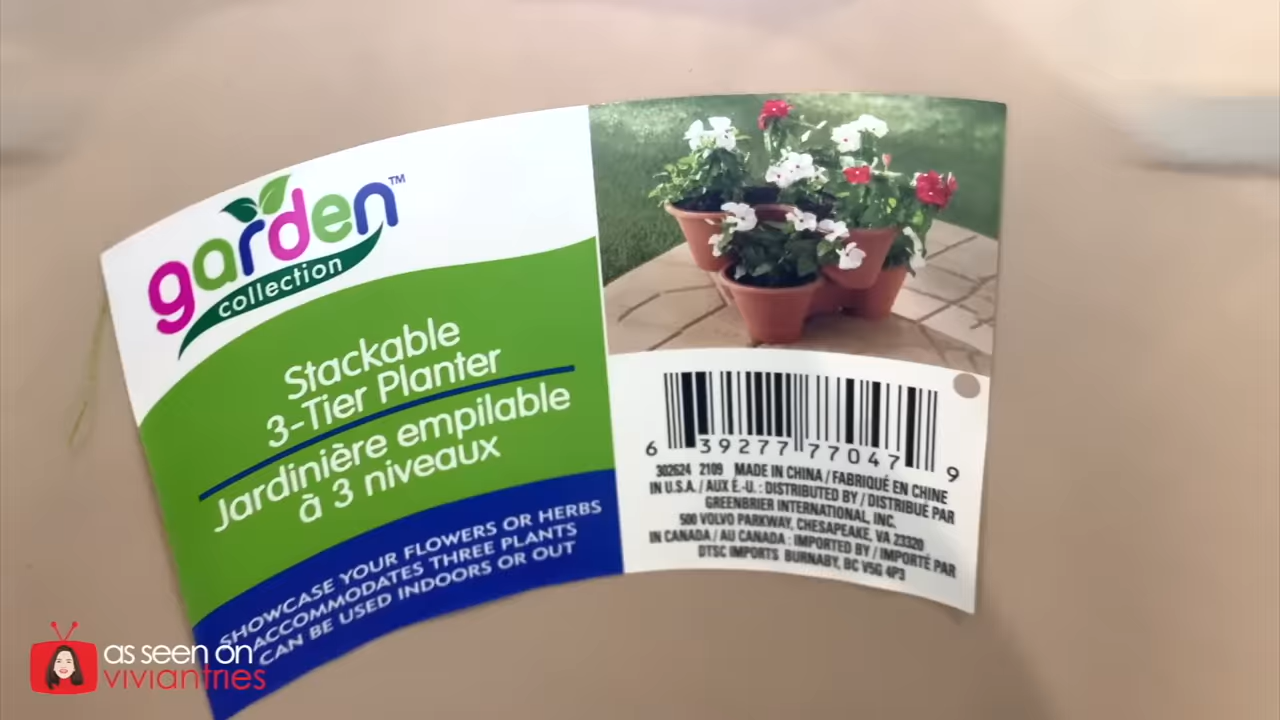 garden™
collection
Stackable
3-Tier Planter
Jardinière empilable
à 3 niveaux
SHOWCASE YOUR FLOWERS OR HERBS
ACCOMMODATES THREE PLANTS
CAN BE USED INDOORS OR OUT
6 39277 77047 9
302624 2109 MADE IN CHINA / FABRIQUÉ EN CHINE
IN U.S.A. / AUX É.-U. : DISTRIBUTED BY / DISTRIBUÉ PAR
GREENBRIER INTERNATIONAL, INC.
500 VOLVO PARKWAY, CHESAPEAKE, VA 23320
IN CANADA / AU CANADA : IMPORTED BY / IMPORTÉ PAR
DTSC IMPORTS BURNABY, BC V5G 4P3
as seen on
viviantries